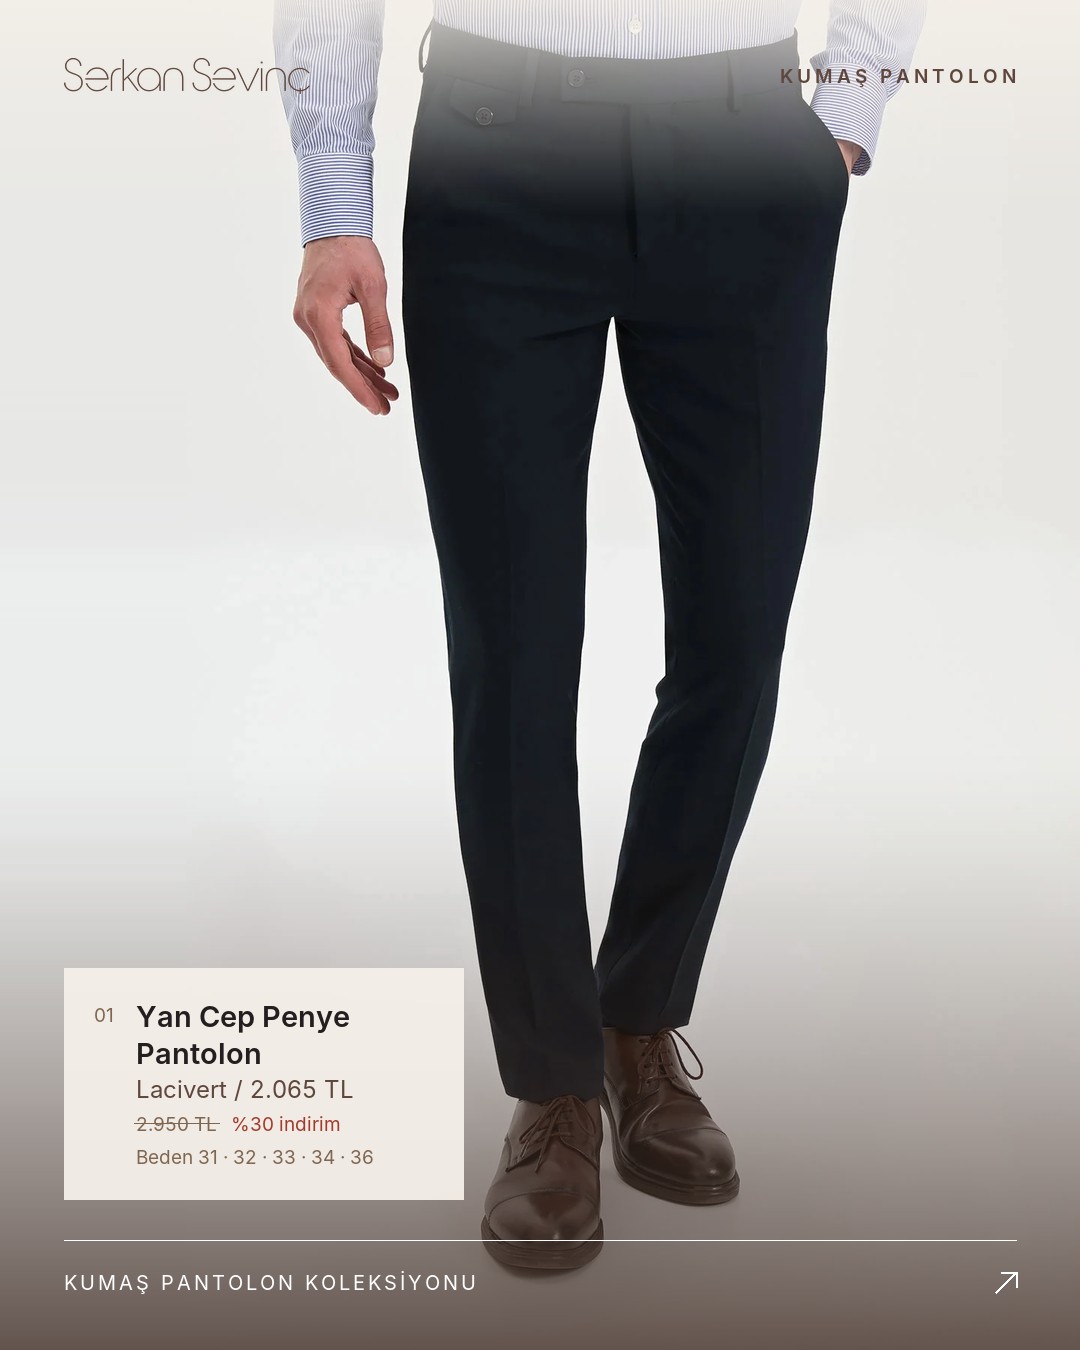 Serkan Sevinç
KUMAŞ PANTOLON
01
Yan Cep Penye
Pantolon
Lacivert / 2.065 TL
2.950 TL %30 indirim
Beden 31 · 32 · 33 · 34 · 36
KUMAŞ PANTOLON KOLEKSİYONU